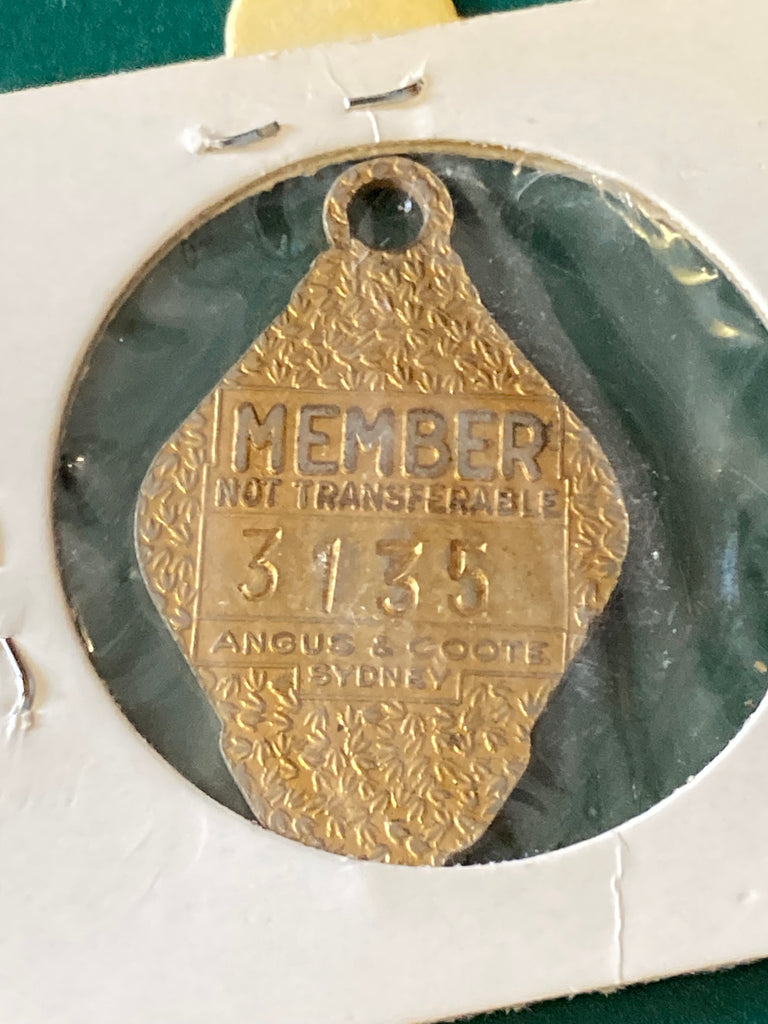 MEMBER
NOT TRANSFERABLE
3135
ANGUS & COOTE
SYDNEY